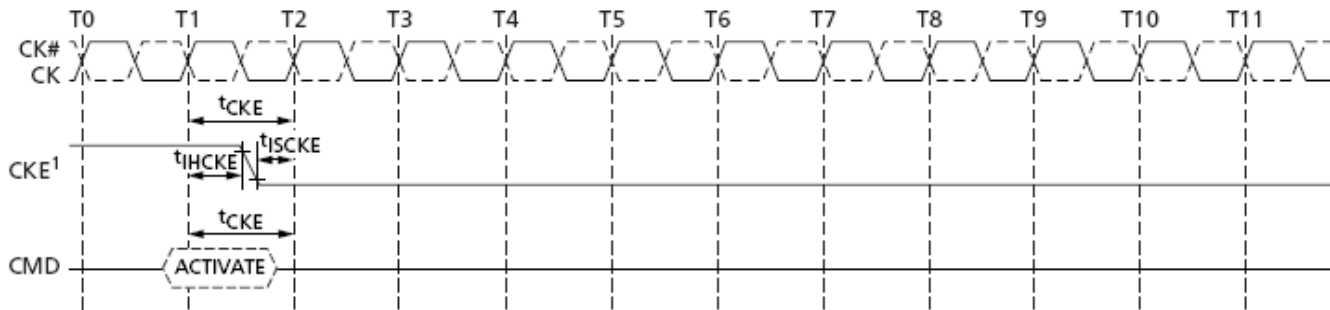 T0 T1 T2 T3 T4 T5 T6 T7 T8 T9 T10 T11
CK#
CK
tCKE
tISCKE
tIHCKE
CKE1
tCKE
CMD ACTIVATE